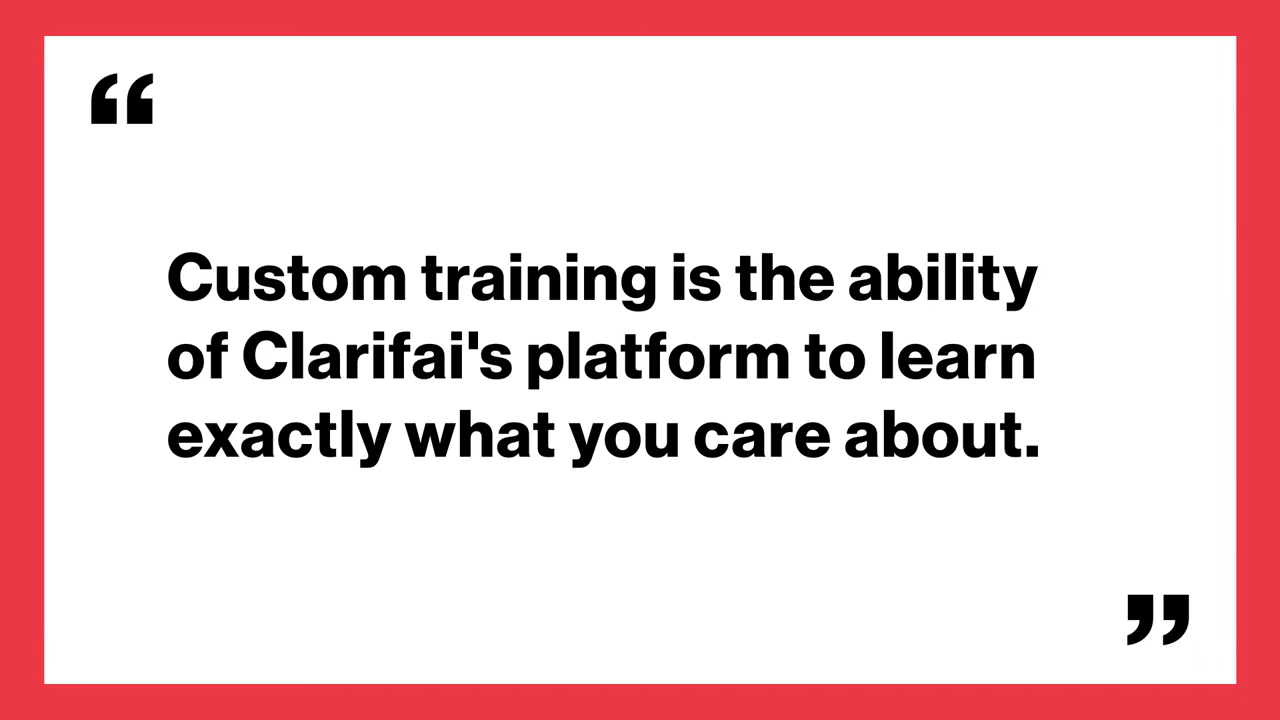 “
Custom training is the ability
of Clarifai's platform to learn
exactly what you care about.
”